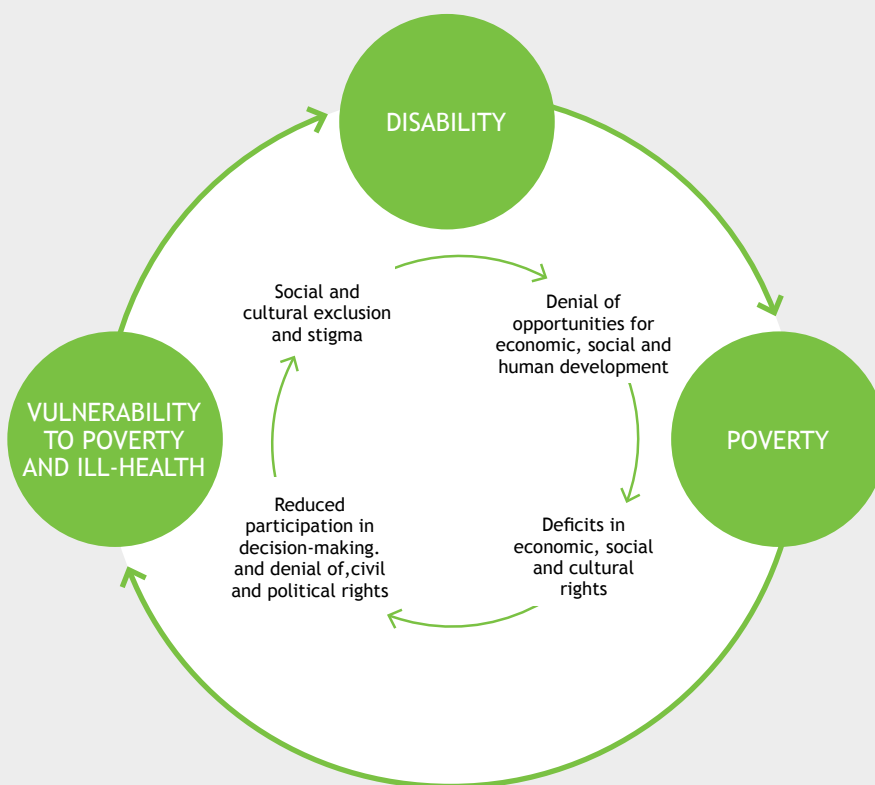 DISABILITY
Social and
cultural exclusion
and stigma
Denial of
opportunities for
economic, social and
human development
VULNERABILITY
TO POVERTY
AND ILL-HEALTH
POVERTY
Reduced
participation in
decision-making.
and denial of,civil
and political rights
Deficits in
economic, social
and cultural
rights